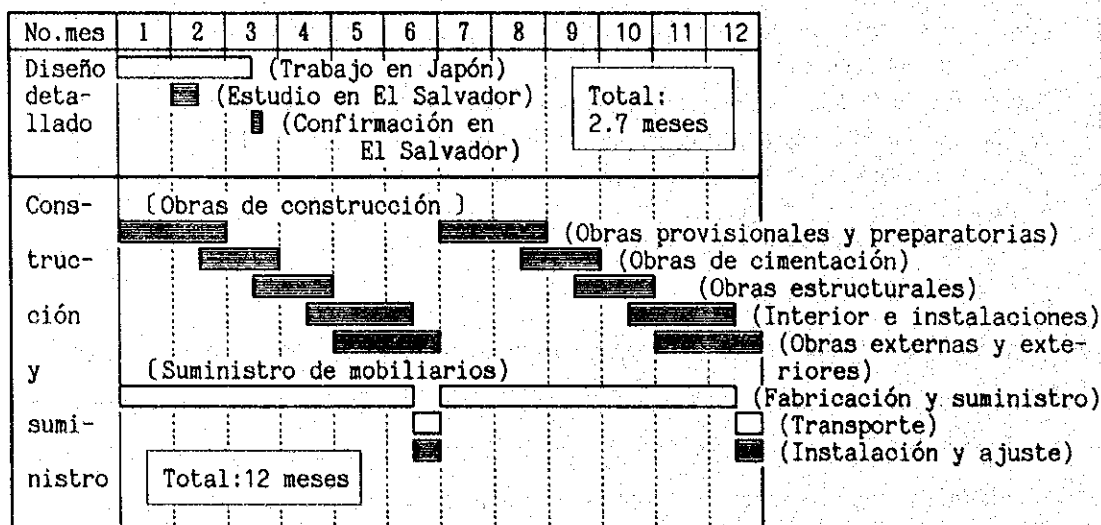 No.mes 1 2 3 4 5 6 7 8 9 10 11 12
Diseño (Trabajo en Japón)
deta- (Estudio en El Salvador) Total:
llado (Confirmación en 2.7 meses
El Salvador)
Cons- (Obras de construcción )
(Obras provisionales y preparatorias)
truc- (Obras de cimentación)
(Obras estructurales)
ción (Interior e instalaciones)
(Obras externas y exte-
y (Suministro de mobiliarios) riores)
(Fabricación y suministro)
sumi- (Transporte)
(Instalación y ajuste)
nistro Total:12 meses